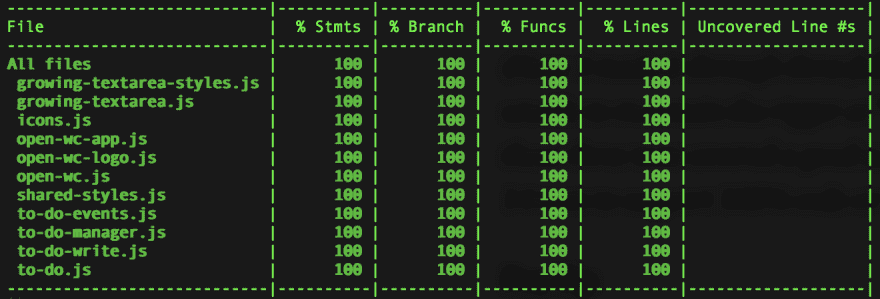 File | % Stmts | % Branch | % Funcs | % Lines | Uncovered Line #s |
All files | 100 | 100 | 100 | 100 | |
growing-textarea-styles.js | 100 | 100 | 100 | 100 | |
growing-textarea.js | 100 | 100 | 100 | 100 | |
icons.js | 100 | 100 | 100 | 100 | |
open-wc-app.js | 100 | 100 | 100 | 100 | |
open-wc-logo.js | 100 | 100 | 100 | 100 | |
open-wc.js | 100 | 100 | 100 | 100 | |
shared-styles.js | 100 | 100 | 100 | 100 | |
to-do-events.js | 100 | 100 | 100 | 100 | |
to-do-manager.js | 100 | 100 | 100 | 100 | |
to-do-write.js | 100 | 100 | 100 | 100 | |
to-do.js | 100 | 100 | 100 | 100 | |